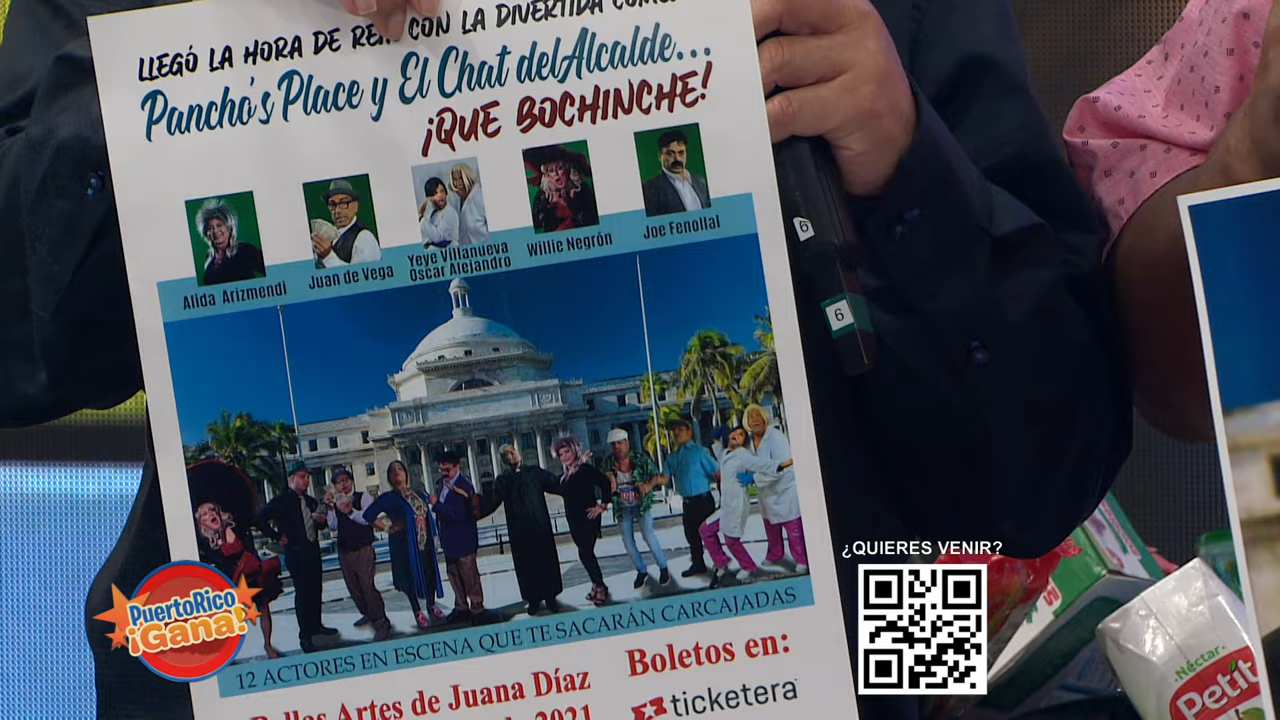 LLEGÓ LA HORA DE CON LA DIVERTIDA
Pancho's Place y El Chat del Alcalde...
¡QUE BOCHINCHE!
Alida Arizmendi
Juan de Vega
Yeye Villanueva
Oscar Alejandro
Willie Negrón
Joe Fenollal
6
6
12 ACTORES EN ESCENA QUE TE SACARÁN CARCAJADAS
Bellas Artes de Juana Díaz
2021
Boletos en:
ticketera
PuertoRico
¡Gana!
¿QUIERES VENIR?
Néctar
Petit